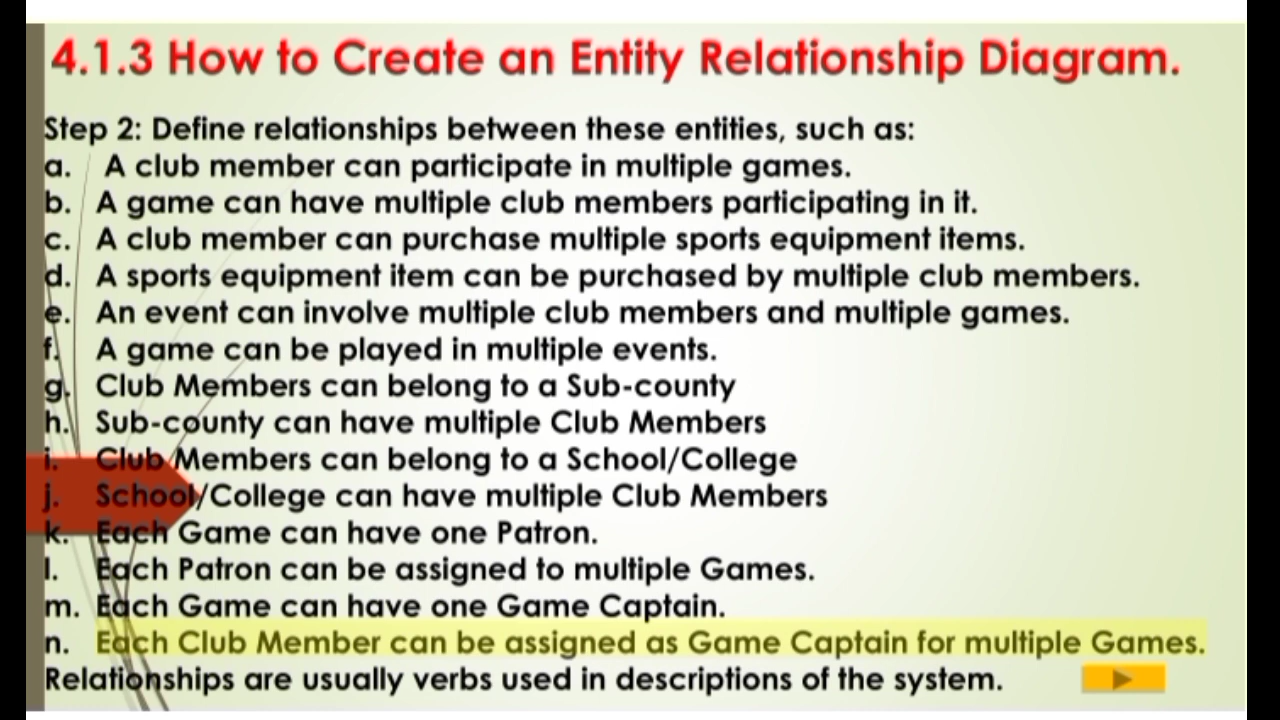 4.1.3 How to Create an Entity Relationship Diagram.
Step 2: Define relationships between these entities, such as:
a. A club member can participate in multiple games.
b. A game can have multiple club members participating in it.
c. A club member can purchase multiple sports equipment items.
d. A sports equipment item can be purchased by multiple club members.
e. An event can involve multiple club members and multiple games.
f. A game can be played in multiple events.
g. Club Members can belong to a Sub-county
h. Sub-county can have multiple Club Members
i. Club Members can belong to a School/College
j. School/College can have multiple Club Members
k. Each Game can have one Patron.
l. Each Patron can be assigned to multiple Games.
m. Each Game can have one Game Captain.
n. Each Club Member can be assigned as Game Captain for multiple Games.
Relationships are usually verbs used in descriptions of the system.